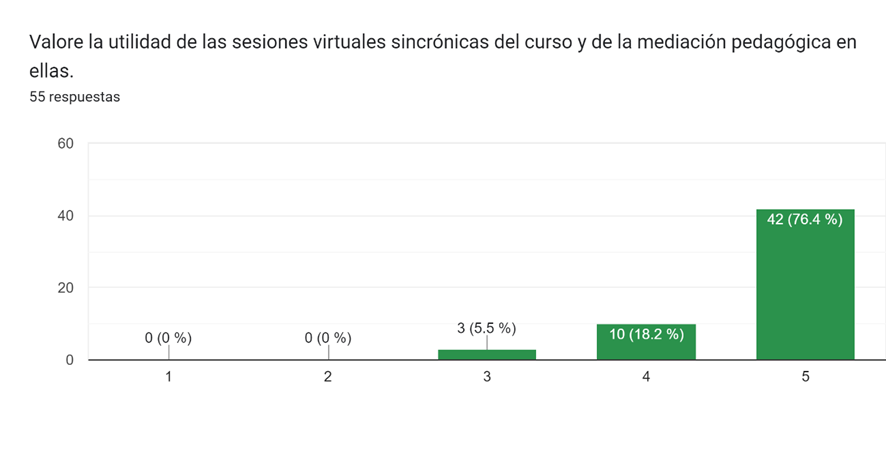 Valore la utilidad de las sesiones virtuales sincrónicas del curso y de la mediación pedagógica en
ellas.
55 respuestas
60
40
20
0
0 (0 %)
0 (0 %)
3 (5.5 %)
10 (18.2 %)
42 (76.4 %)
1
2
3
4
5